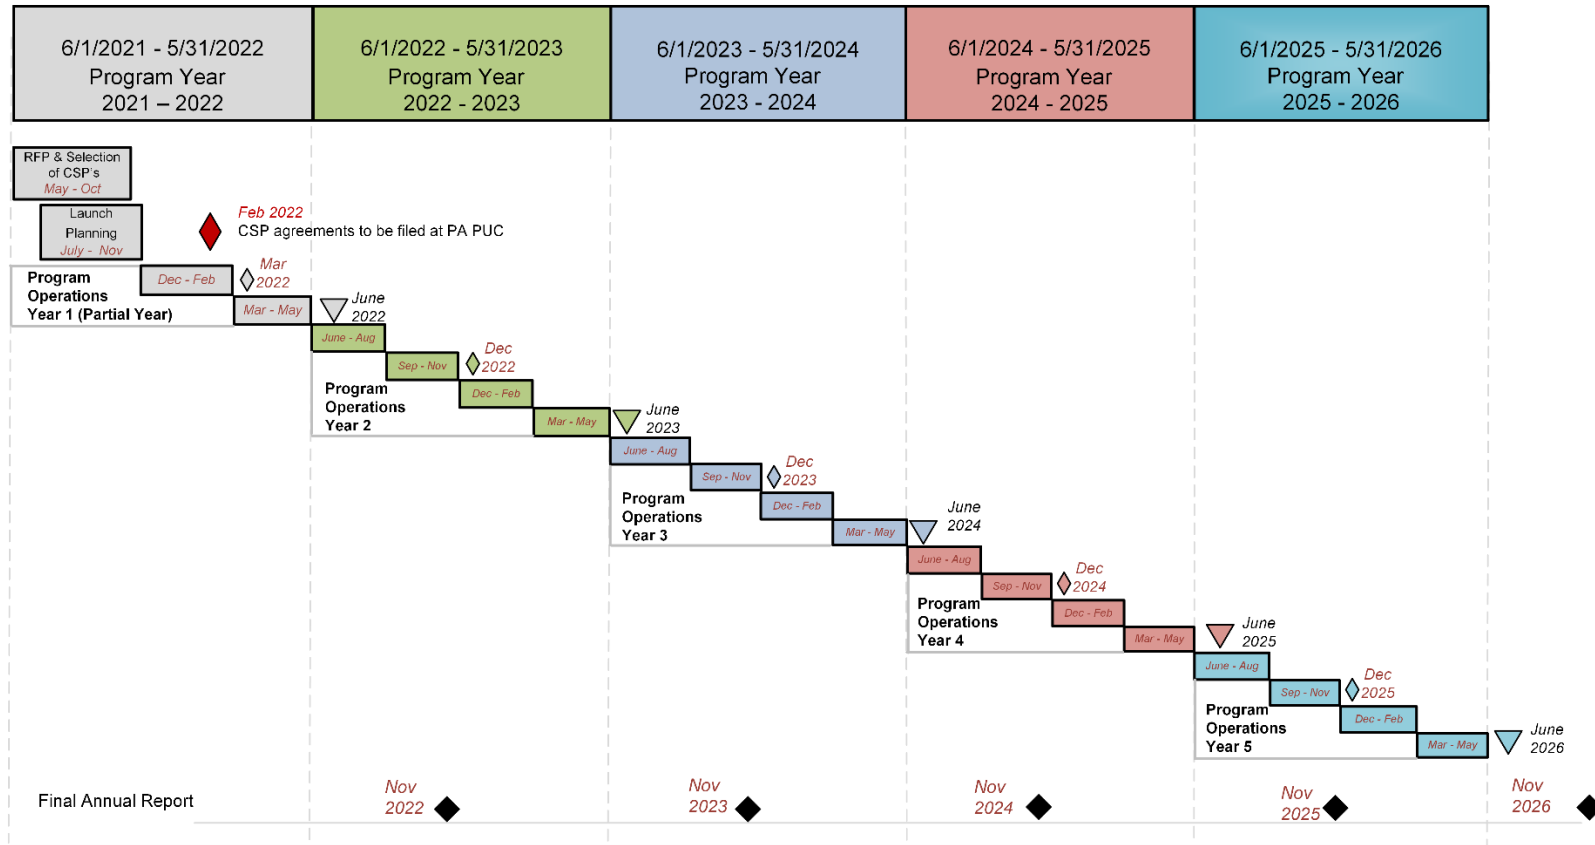 6/1/2021 - 5/31/2022
Program Year
2021 – 2022
6/1/2022 - 5/31/2023
Program Year
2022 - 2023
6/1/2023 - 5/31/2024
Program Year
2023 - 2024
6/1/2024 - 5/31/2025
Program Year
2024 - 2025
6/1/2025 - 5/31/2026
Program Year
2025 - 2026
RFP & Selection
of CSP's
May - Oct
Launch
Planning
July - Nov
Feb 2022
CSP agreements to be filed at PA PUC
Program
Operations
Year 1 (Partial Year)
Dec - Feb
Mar
2022
Mar - May
June
2022
June - Aug
Sep - Nov
Dec
2022
Program
Operations
Year 2
Dec - Feb
Mar - May
June
2023
June - Aug
Sep - Nov
Dec
2023
Program
Operations
Year 3
Dec - Feb
Mar - May
June
2024
June - Aug
Sep - Nov
Dec
2024
Program
Operations
Year 4
Dec - Feb
Mar - May
June
2025
June - Aug
Sep - Nov
Dec
2025
Program
Operations
Year 5
Dec - Feb
Mar - May
June
2026
Final Annual Report
Nov
2022
Nov
2023
Nov
2024
Nov
2025
Nov
2026